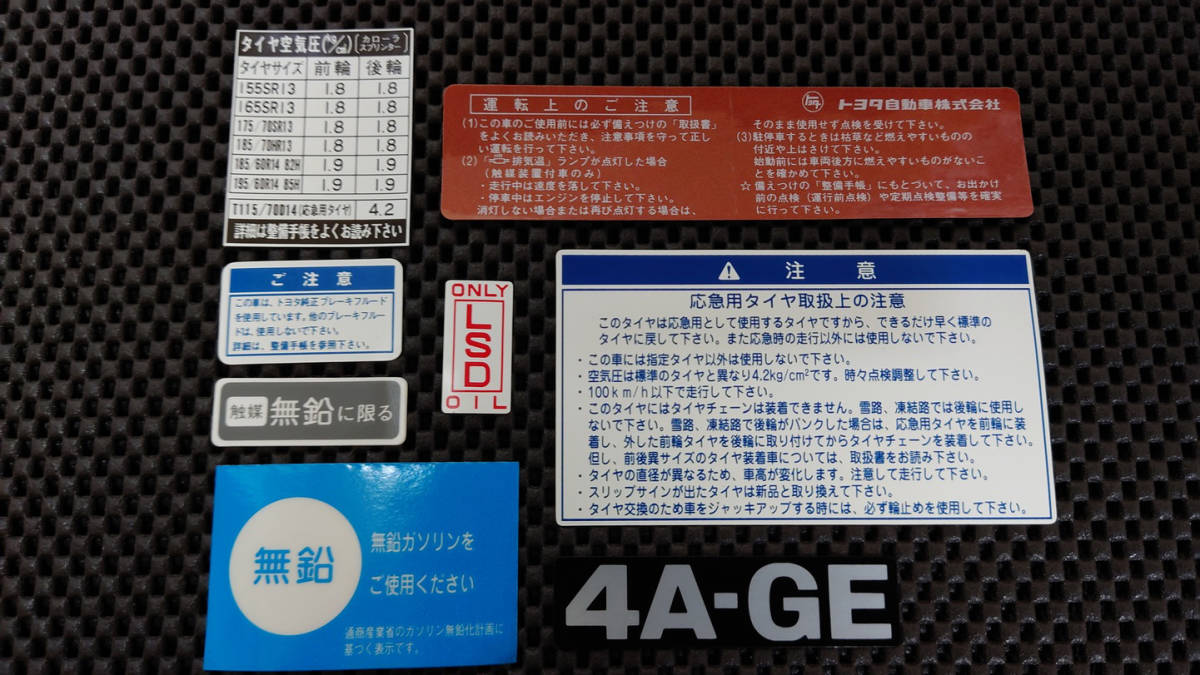 タイヤ空気圧(kg/c㎡) (カローラ
スプリンター)
タイヤサイズ 前輪 後輪
155SR13 1.8 1.8
165SR13 1.8 1.8
175/70SR13 1.8 1.8
185/70HR13 1.8 1.8
185/60R14 82H 1.9 1.9
195/60R14 85H 1.9 1.9
T115/70D14(応急用タイヤ) 4.2
詳細は整備手帳をよくお読み下さい
運転上のご注意
(1)この車のご使用前には必ず備えつけの「取扱書」
をよくお読みいただき、注意事項を守って正し
い運転を行って下さい。
(2)「排気温」ランプが点灯した場合
(触媒装置付車のみ)
・走行中は速度を落して下さい。
・停車中はエンジンを停止して下さい。
消灯しない場合または再び点灯する場合は、
トヨタ自動車株式会社
そのまま使用せず点検を受けて下さい。
(3)駐停車するときは枯草など燃えやすいものの
付近や上はさけて下さい。
始動前には車両後方に燃えやすいものがないこ
とを確かめて下さい。
☆備えつけの「整備手帳」にもとづいて、お出かけ
前の点検(運行前点検)や定期点検整備等を確実
に行って下さい。
ご注意
この車は、トヨタ純正ブレーキフルード
を使用しています。他のブレーキフルー
ドは、使用しないで下さい。
詳細は、整備手帳を参照下さい。
触媒 無鉛に限る
ONLY
LSD
OIL
⚠ 注意
応急用タイヤ取扱上の注意
このタイヤは応急用として使用するタイヤですから、できるだけ早く標準の
タイヤに戻して下さい。また応急時の走行以外には使用しないで下さい。
・この車には指定タイヤ以外は使用しないで下さい。
・空気圧は標準のタイヤと異なり4.2kg/cm²です。時々点検調整して下さい。
・100km/h以下で走行して下さい。
・このタイヤにはタイヤチェーンは装着できません。雪路、凍結路では後輪に使用し
ないで下さい。雪路、凍結路で後輪がパンクした場合は、応急用タイヤを前輪に装
着し、外した前輪タイヤを後輪に取り付けてからタイヤチェーンを装着して下さい。
但し、前後異サイズのタイヤ装着車については、取扱書をお読み下さい。
・タイヤの直径が異なるため、車高が変化します。注意して走行して下さい。
・スリップサインが出たタイヤは新品と取り換えて下さい。
・タイヤ交換のため車をジャッキアップする時には、必ず輪止めを使用して下さい。
無鉛
無鉛ガソリンを
ご使用ください
通商産業省のガソリン無鉛化計画に
基づく表示です。
4A-GE